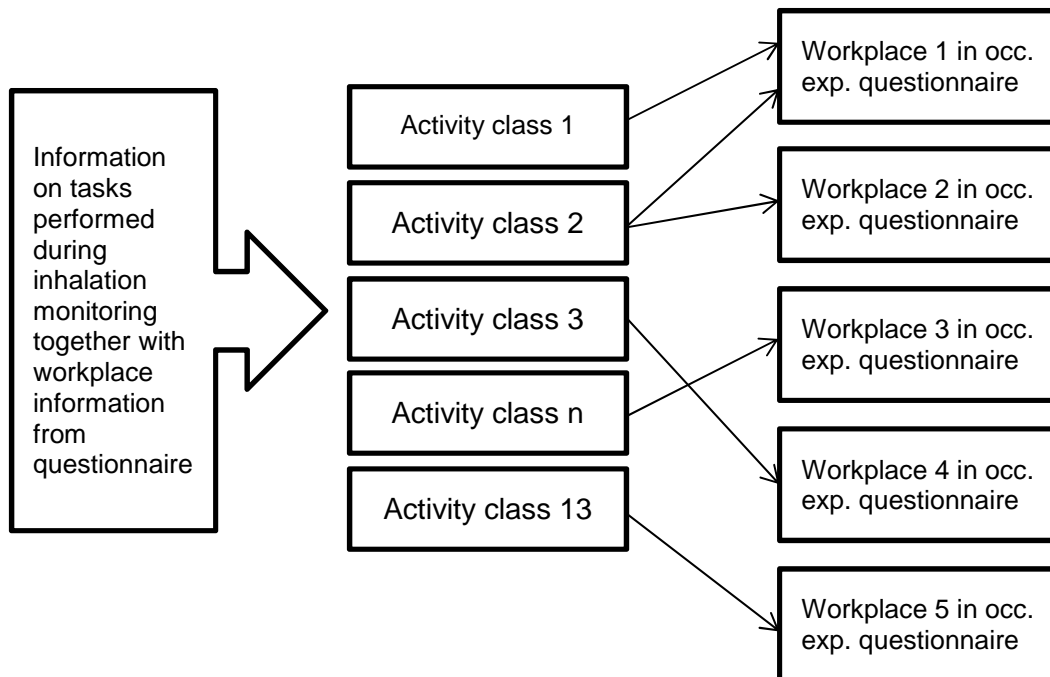 Information
on tasks
performed
during
inhalation
monitoring
together with
workplace
information
from
questionnaire
Activity class 1
Activity class 2
Activity class 3
Activity class n
Activity class 13
Workplace 1 in occ.
exp. questionnaire
Workplace 2 in occ.
exp. questionnaire
Workplace 3 in occ.
exp. questionnaire
Workplace 4 in occ.
exp. questionnaire
Workplace 5 in occ.
exp. questionnaire